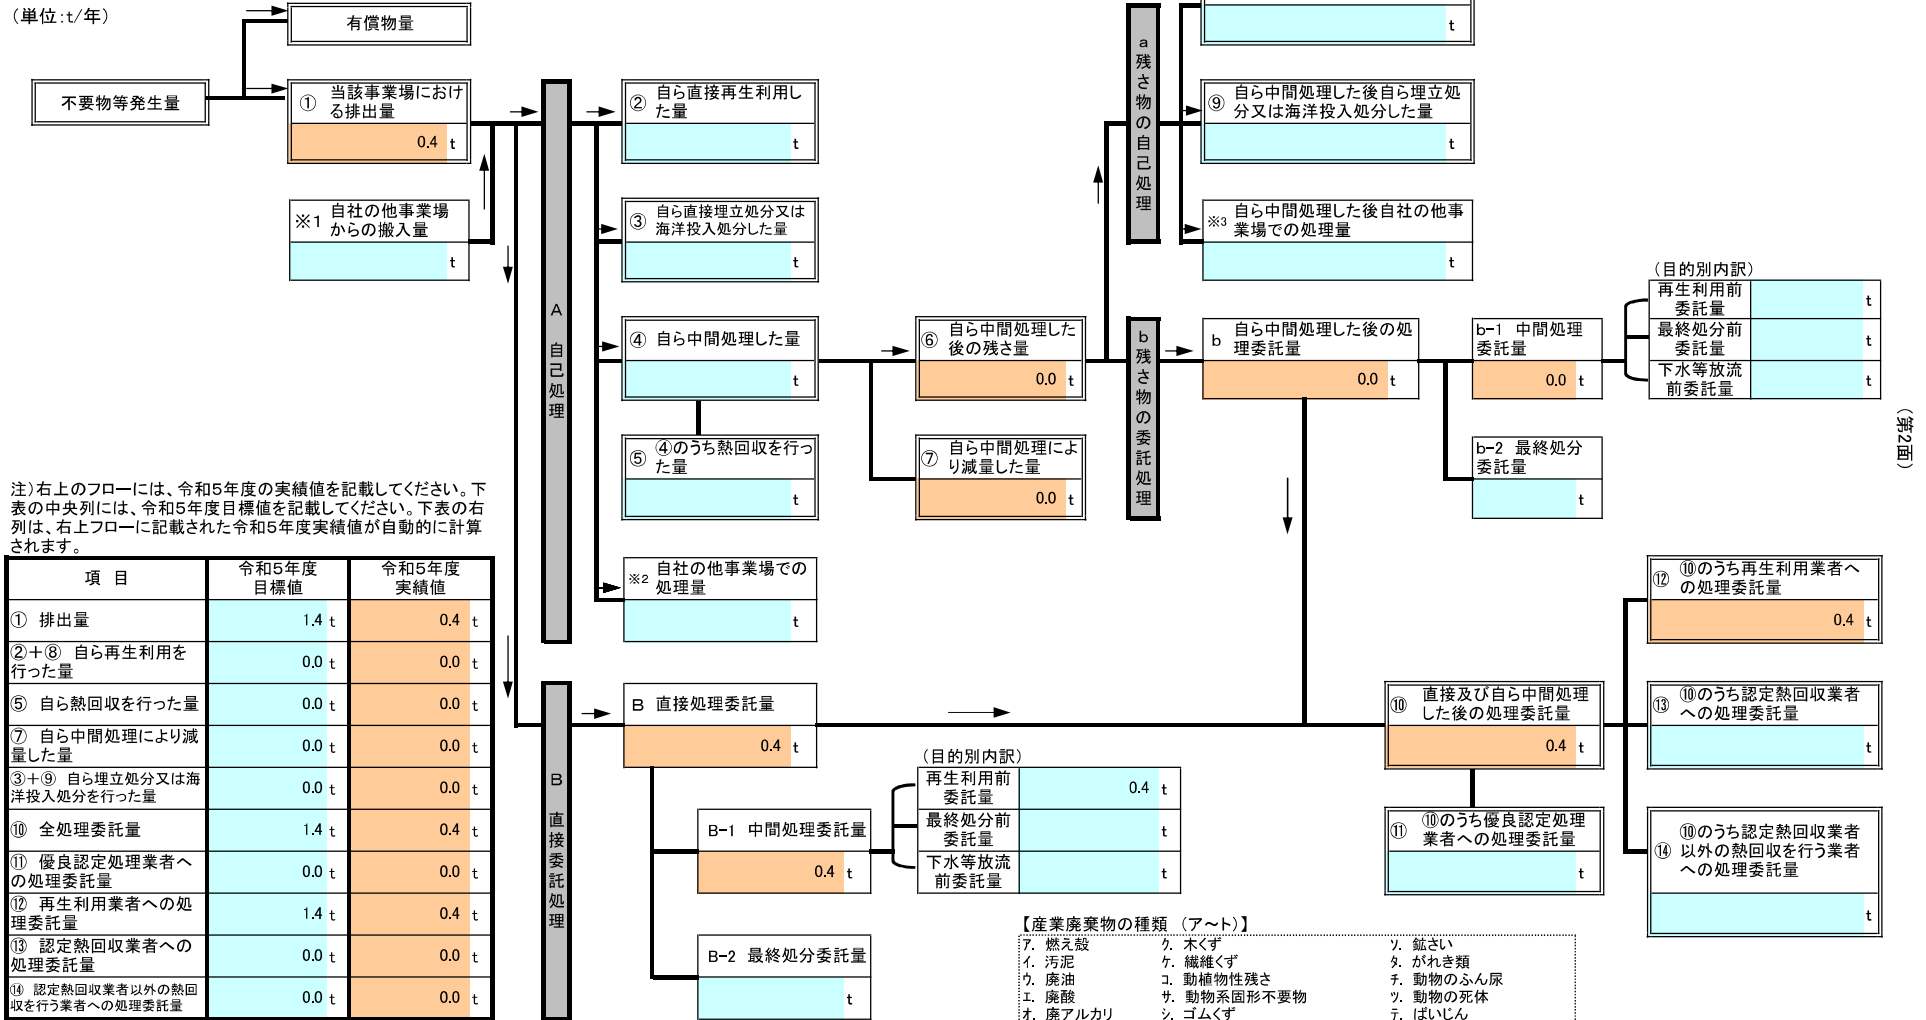 (単位:t/年)
有償物量
不要物等発生量
① 当該事業場におけ
る排出量
0.4 t
※1 自社の他事業場
からの搬入量
t
A 自己処理
② 自ら直接再生利用し
た量
t
③ 自ら直接埋立処分又は
海洋投入処分した量
t
④ 自ら中間処理した量
t
⑤ ④のうち熱回収を行っ
た量
t
※2 自社の他事業場での
処理量
t
⑥ 自ら中間処理した
後の残さ量
0.0 t
⑦ 自ら中間処理によ
り減量した量
0.0 t
a残さ物の自己処理
t
⑨ 自ら中間処理した後自ら埋立処
分又は海洋投入処分した量
t
※3 自ら中間処理した後自社の他事
業場での処理量
t
b残さ物の委託処理
b 自ら中間処理した後の処
理委託量
0.0 t
b-1 中間処理
委託量
0.0 t
(目的別内訳)
再生利用前
委託量 t
最終処分前
委託量 t
下水等放流
前委託量 t
b-2 最終処分
委託量
t
(第2面)
注)右上のフローには、令和5年度の実績値を記載してください。下
表の中央列には、令和5年度目標値を記載してください。下表の右
列は、右上フローに記載された令和5年度実績値が自動的に計算
されます。
項 目 令和5年度 目標値 令和5年度 実績値
① 排出量 1.4 t 0.4 t
②+⑧ 自ら再生利用を
行った量 0.0 t 0.0 t
⑤ 自ら熱回収を行った量 0.0 t 0.0 t
⑦ 自ら中間処理により減
量した量 0.0 t 0.0 t
③+⑨ 自ら埋立処分又は海
洋投入処分を行った量 0.0 t 0.0 t
⑩ 全処理委託量 1.4 t 0.4 t
⑪ 優良認定処理業者へ
の処理委託量 0.0 t 0.0 t
⑫ 再生利用業者への処
理委託量 1.4 t 0.4 t
⑬ 認定熱回収業者への
処理委託量 0.0 t 0.0 t
⑭ 認定熱回収業者以外の熱回
収を行う業者への処理委託量 0.0 t 0.0 t
B 直接委託処理
B 直接処理委託量
0.4 t
B-1 中間処理委託量
0.4 t
(目的別内訳)
再生利用前
委託量 0.4 t
最終処分前
委託量 t
下水等放流
前委託量 t
B-2 最終処分委託量
t
⑩ 直接及び自ら中間処理
した後の処理委託量
0.4 t
⑪ ⑩のうち優良認定処理
業者への処理委託量
t
⑫ ⑩のうち再生利用業者へ
の処理委託量
0.4 t
⑬ ⑩のうち認定熱回収業者
への処理委託量
t
⑭ ⑩のうち認定熱回収業者
以外の熱回収を行う業者
への処理委託量
t
【産業廃棄物の種類 (ア~ト)】
ア. 燃え殻 ク. 木くず ソ. 鉱さい
イ. 汚泥 ケ. 繊維くず タ. がれき類
ウ. 廃油 コ. 動植物性残さ チ. 動物のふん尿
エ. 廃酸 サ. 動物系固形不要物 ツ. 動物の死体
オ. 廃アルカリ シ. ゴムくず テ. ばいじん